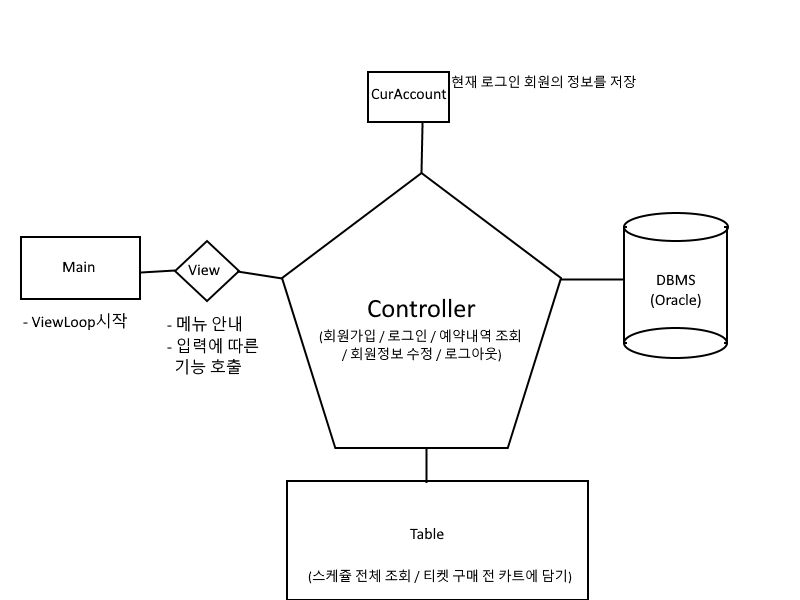 CurAccount
현재 로그인 회원의 정보를 저장
Main
- ViewLoop시작
View
- 메뉴 안내
- 입력에 따른
기능 호출
Controller
(회원가입 / 로그인 / 예약내역 조회
/ 회원정보 수정 / 로그아웃)
DBMS
(Oracle)
Table
(스케쥴 전체 조회 / 티켓 구매 전 카트에 담기)